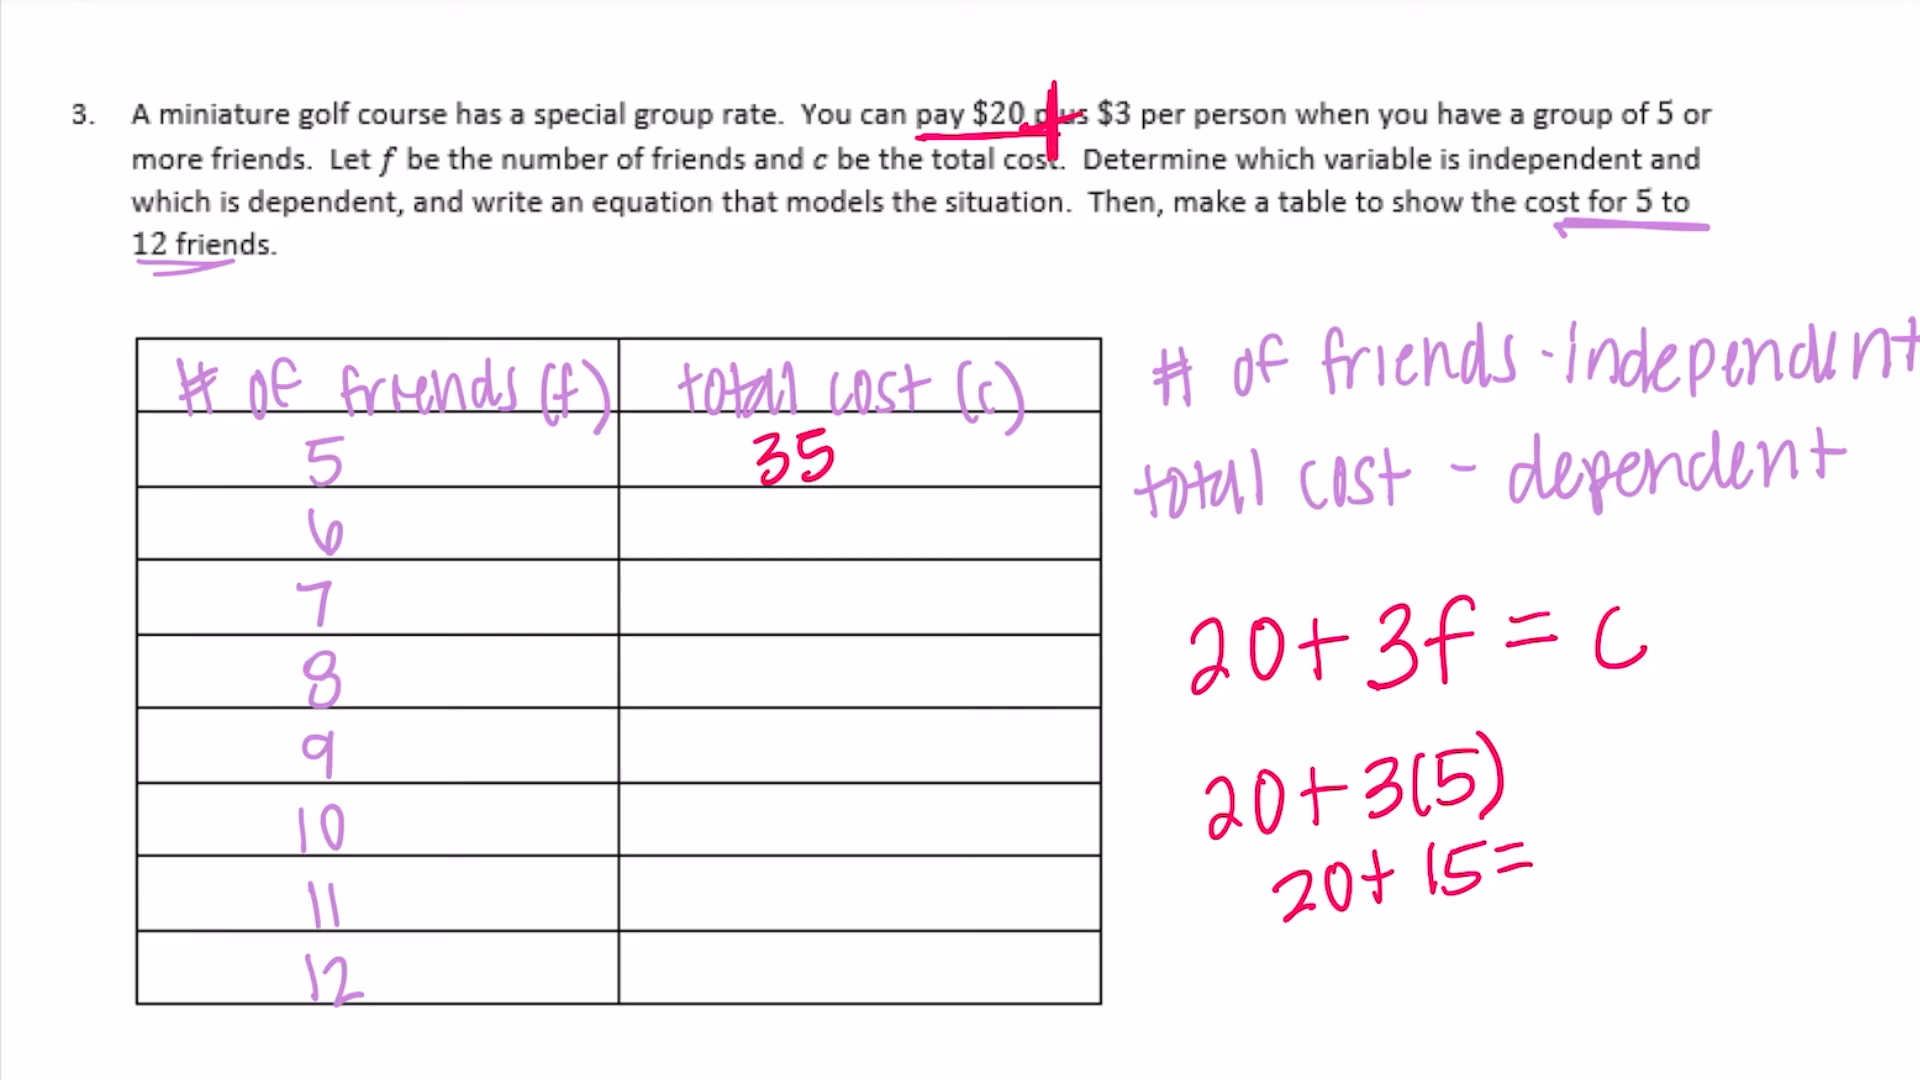 3. A miniature golf course has a special group rate. You can pay $20 plus $3 per person when you have a group of 5 or
more friends. Let f be the number of friends and c be the total cost. Determine which variable is independent and
which is dependent, and write an equation that models the situation. Then, make a table to show the cost for 5 to
12 friends.
# of friends (f) total cost (c)
5 35
6
7
8
9
10
11
12
# of friends - independent
total cost - dependent
20 + 3f = c
20 + 3(5)
20 + 15 =